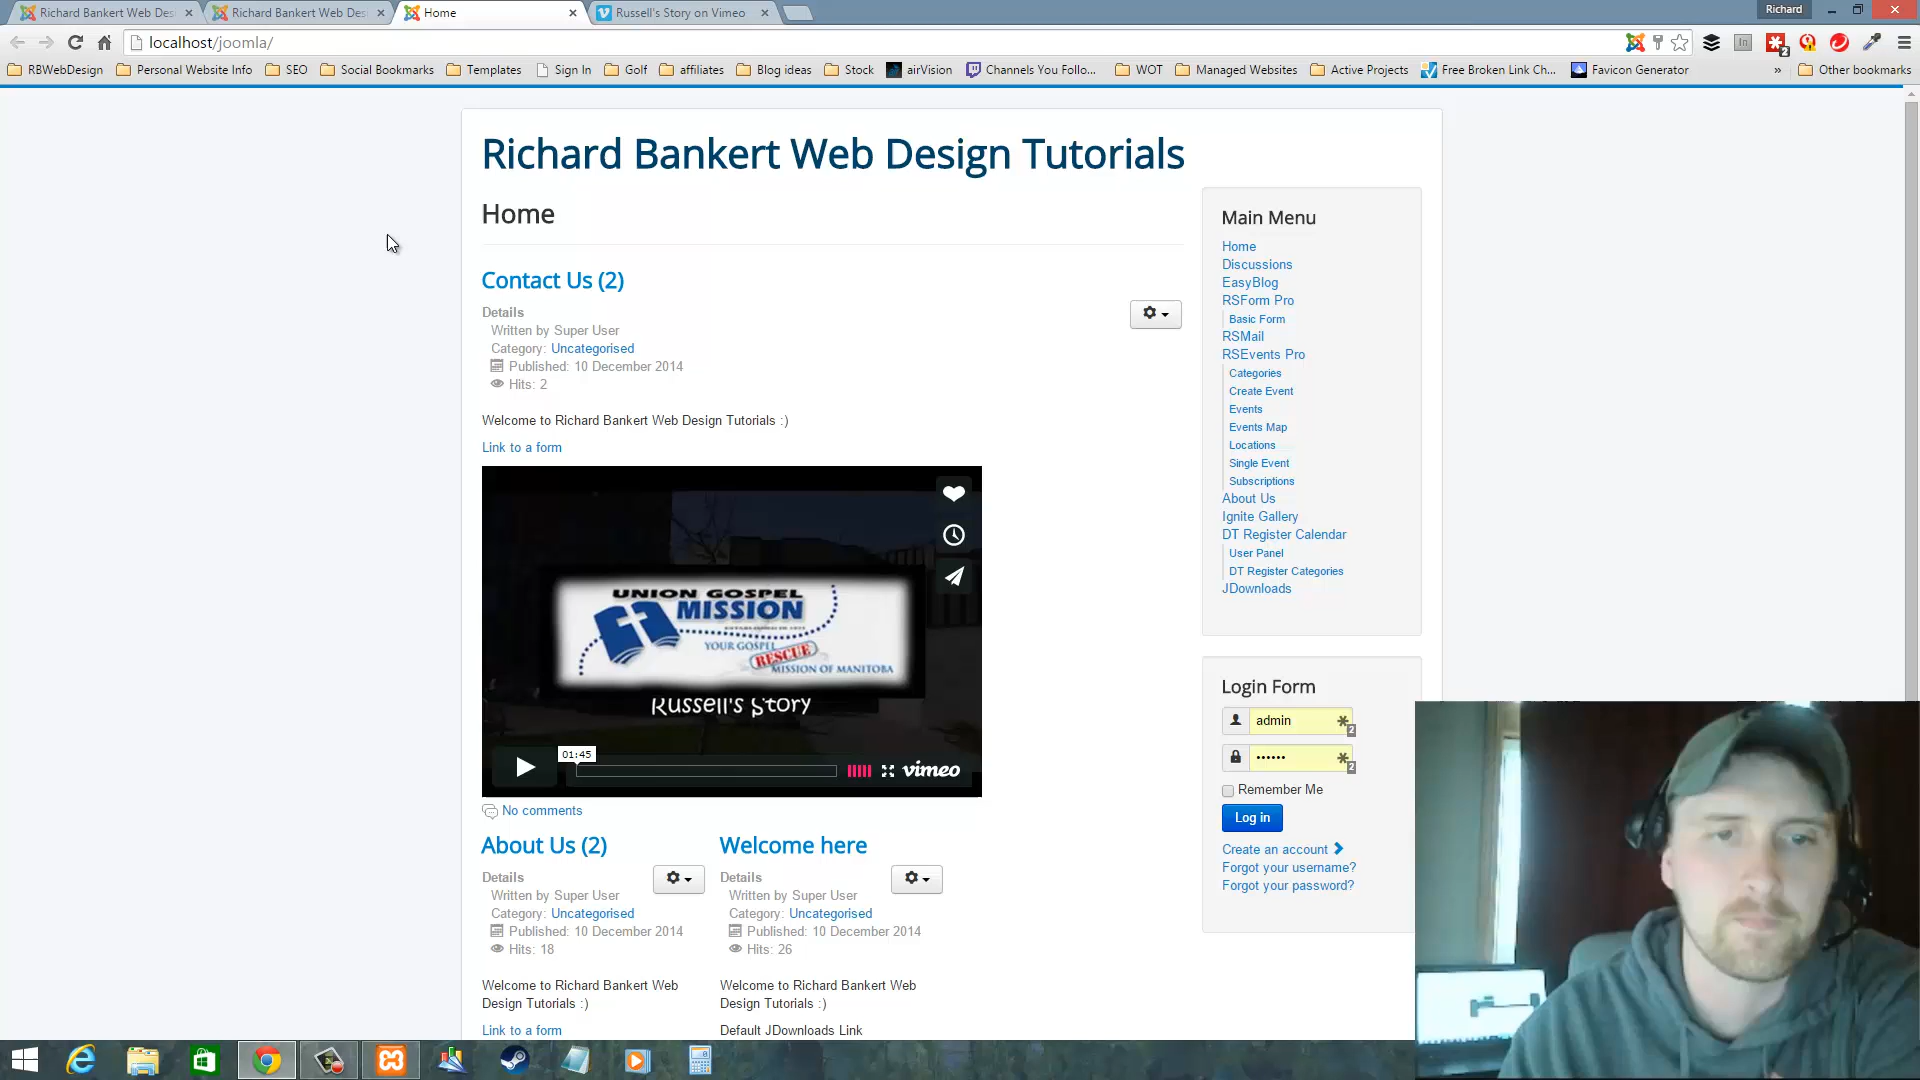 Richard Bankert Web Des
Richard Bankert Web Des
Home
Russell's Story on Vimeo
Richard
localhost/joomla/
RBWebDesign
Personal Website Info
SEO
Social Bookmarks
Templates
Sign In
Golf
affiliates
Blog ideas
Stock
airVision
Channels You Follo...
WOT
Managed Websites
Active Projects
Free Broken Link Ch...
Favicon Generator
»
Other bookmarks
Richard Bankert Web Design Tutorials
Home
Contact Us (2)
Details
Written by Super User
Category: Uncategorised
Published: 10 December 2014
Hits: 2
Welcome to Richard Bankert Web Design Tutorials :)
Link to a form
UNION GOSPEL
MISSION
YOUR GOSPEL
RESCUE
MISSION OF MANITOBA
Russell's Story
01:45
vimeo
No comments
About Us (2)
Details
Written by Super User
Category: Uncategorised
Published: 10 December 2014
Hits: 18
Welcome to Richard Bankert Web
Design Tutorials :)
Link to a form
Welcome here
Details
Written by Super User
Category: Uncategorised
Published: 10 December 2014
Hits: 26
Welcome to Richard Bankert Web
Design Tutorials :)
Default JDownloads Link
Main Menu
Home
Discussions
EasyBlog
RSForm Pro
Basic Form
RSMail
RSEvents Pro
Categories
Create Event
Events
Events Map
Locations
Single Event
Subscriptions
About Us
Ignite Gallery
DT Register Calendar
User Panel
DT Register Categories
JDownloads
Login Form
admin
2
••••••
2
Remember Me
Log in
Create an account
Forgot your username?
Forgot your password?